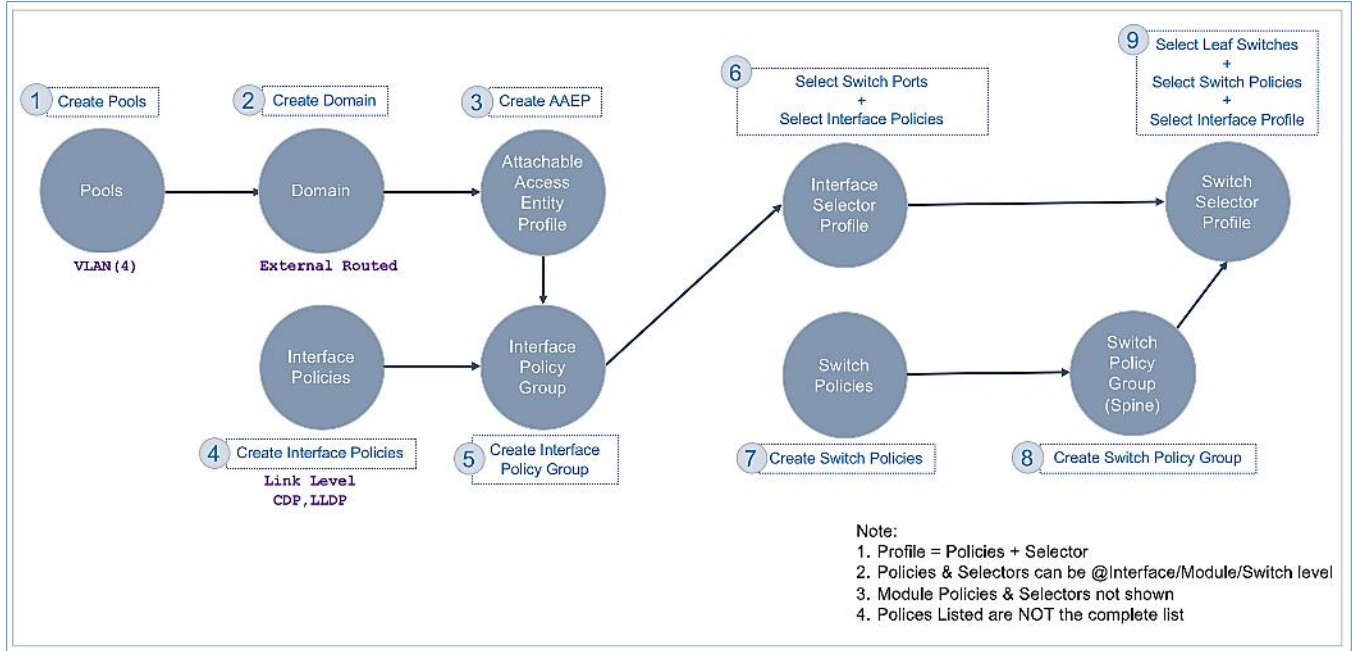 1 Create Pools
Pools
VLAN(4)
2 Create Domain
Domain
External Routed
3 Create AAEP
Attachable
Access
Entity
Profile
4 Create Interface Policies
Interface
Policies
Link Level
CDP,LLDP
5 Create Interface
Policy Group
Interface
Policy
Group
6 Select Switch Ports
+
Select Interface Policies
Interface
Selector
Profile
7 Create Switch Policies
Switch
Policies
8 Create Switch Policy Group
Switch
Policy
Group
(Spine)
9 Select Leaf Switches
+
Select Switch Policies
+
Select Interface Profile
Switch
Selector
Profile
Note:
1. Profile = Policies + Selector
2. Policies & Selectors can be @Interface/Module/Switch level
3. Module Policies & Selectors not shown
4. Polices Listed are NOT the complete list